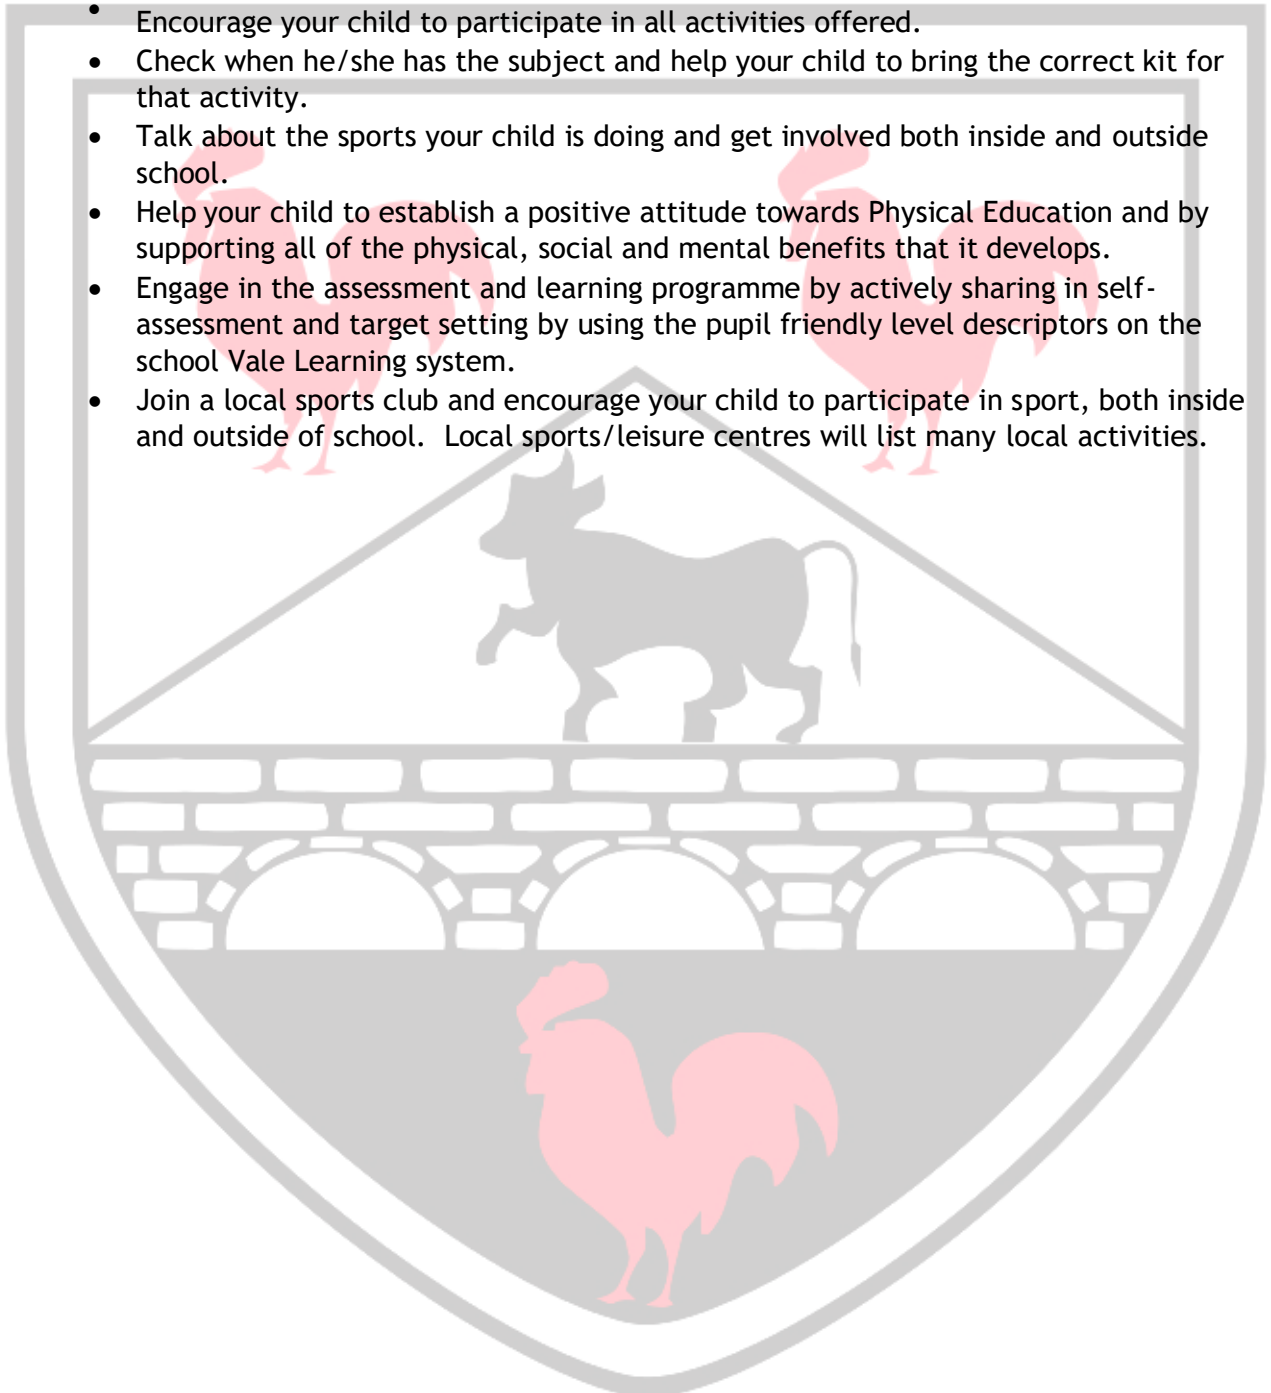 • Encourage your child to participate in all activities offered.
• Check when he/she has the subject and help your child to bring the correct kit for
that activity.
• Talk about the sports your child is doing and get involved both inside and outside
school.
• Help your child to establish a positive attitude towards Physical Education and by
supporting all of the physical, social and mental benefits that it develops.
• Engage in the assessment and learning programme by actively sharing in self-
assessment and target setting by using the pupil friendly level descriptors on the
school Vale Learning system.
• Join a local sports club and encourage your child to participate in sport, both inside
and outside of school.  Local sports/leisure centres will list many local activities.